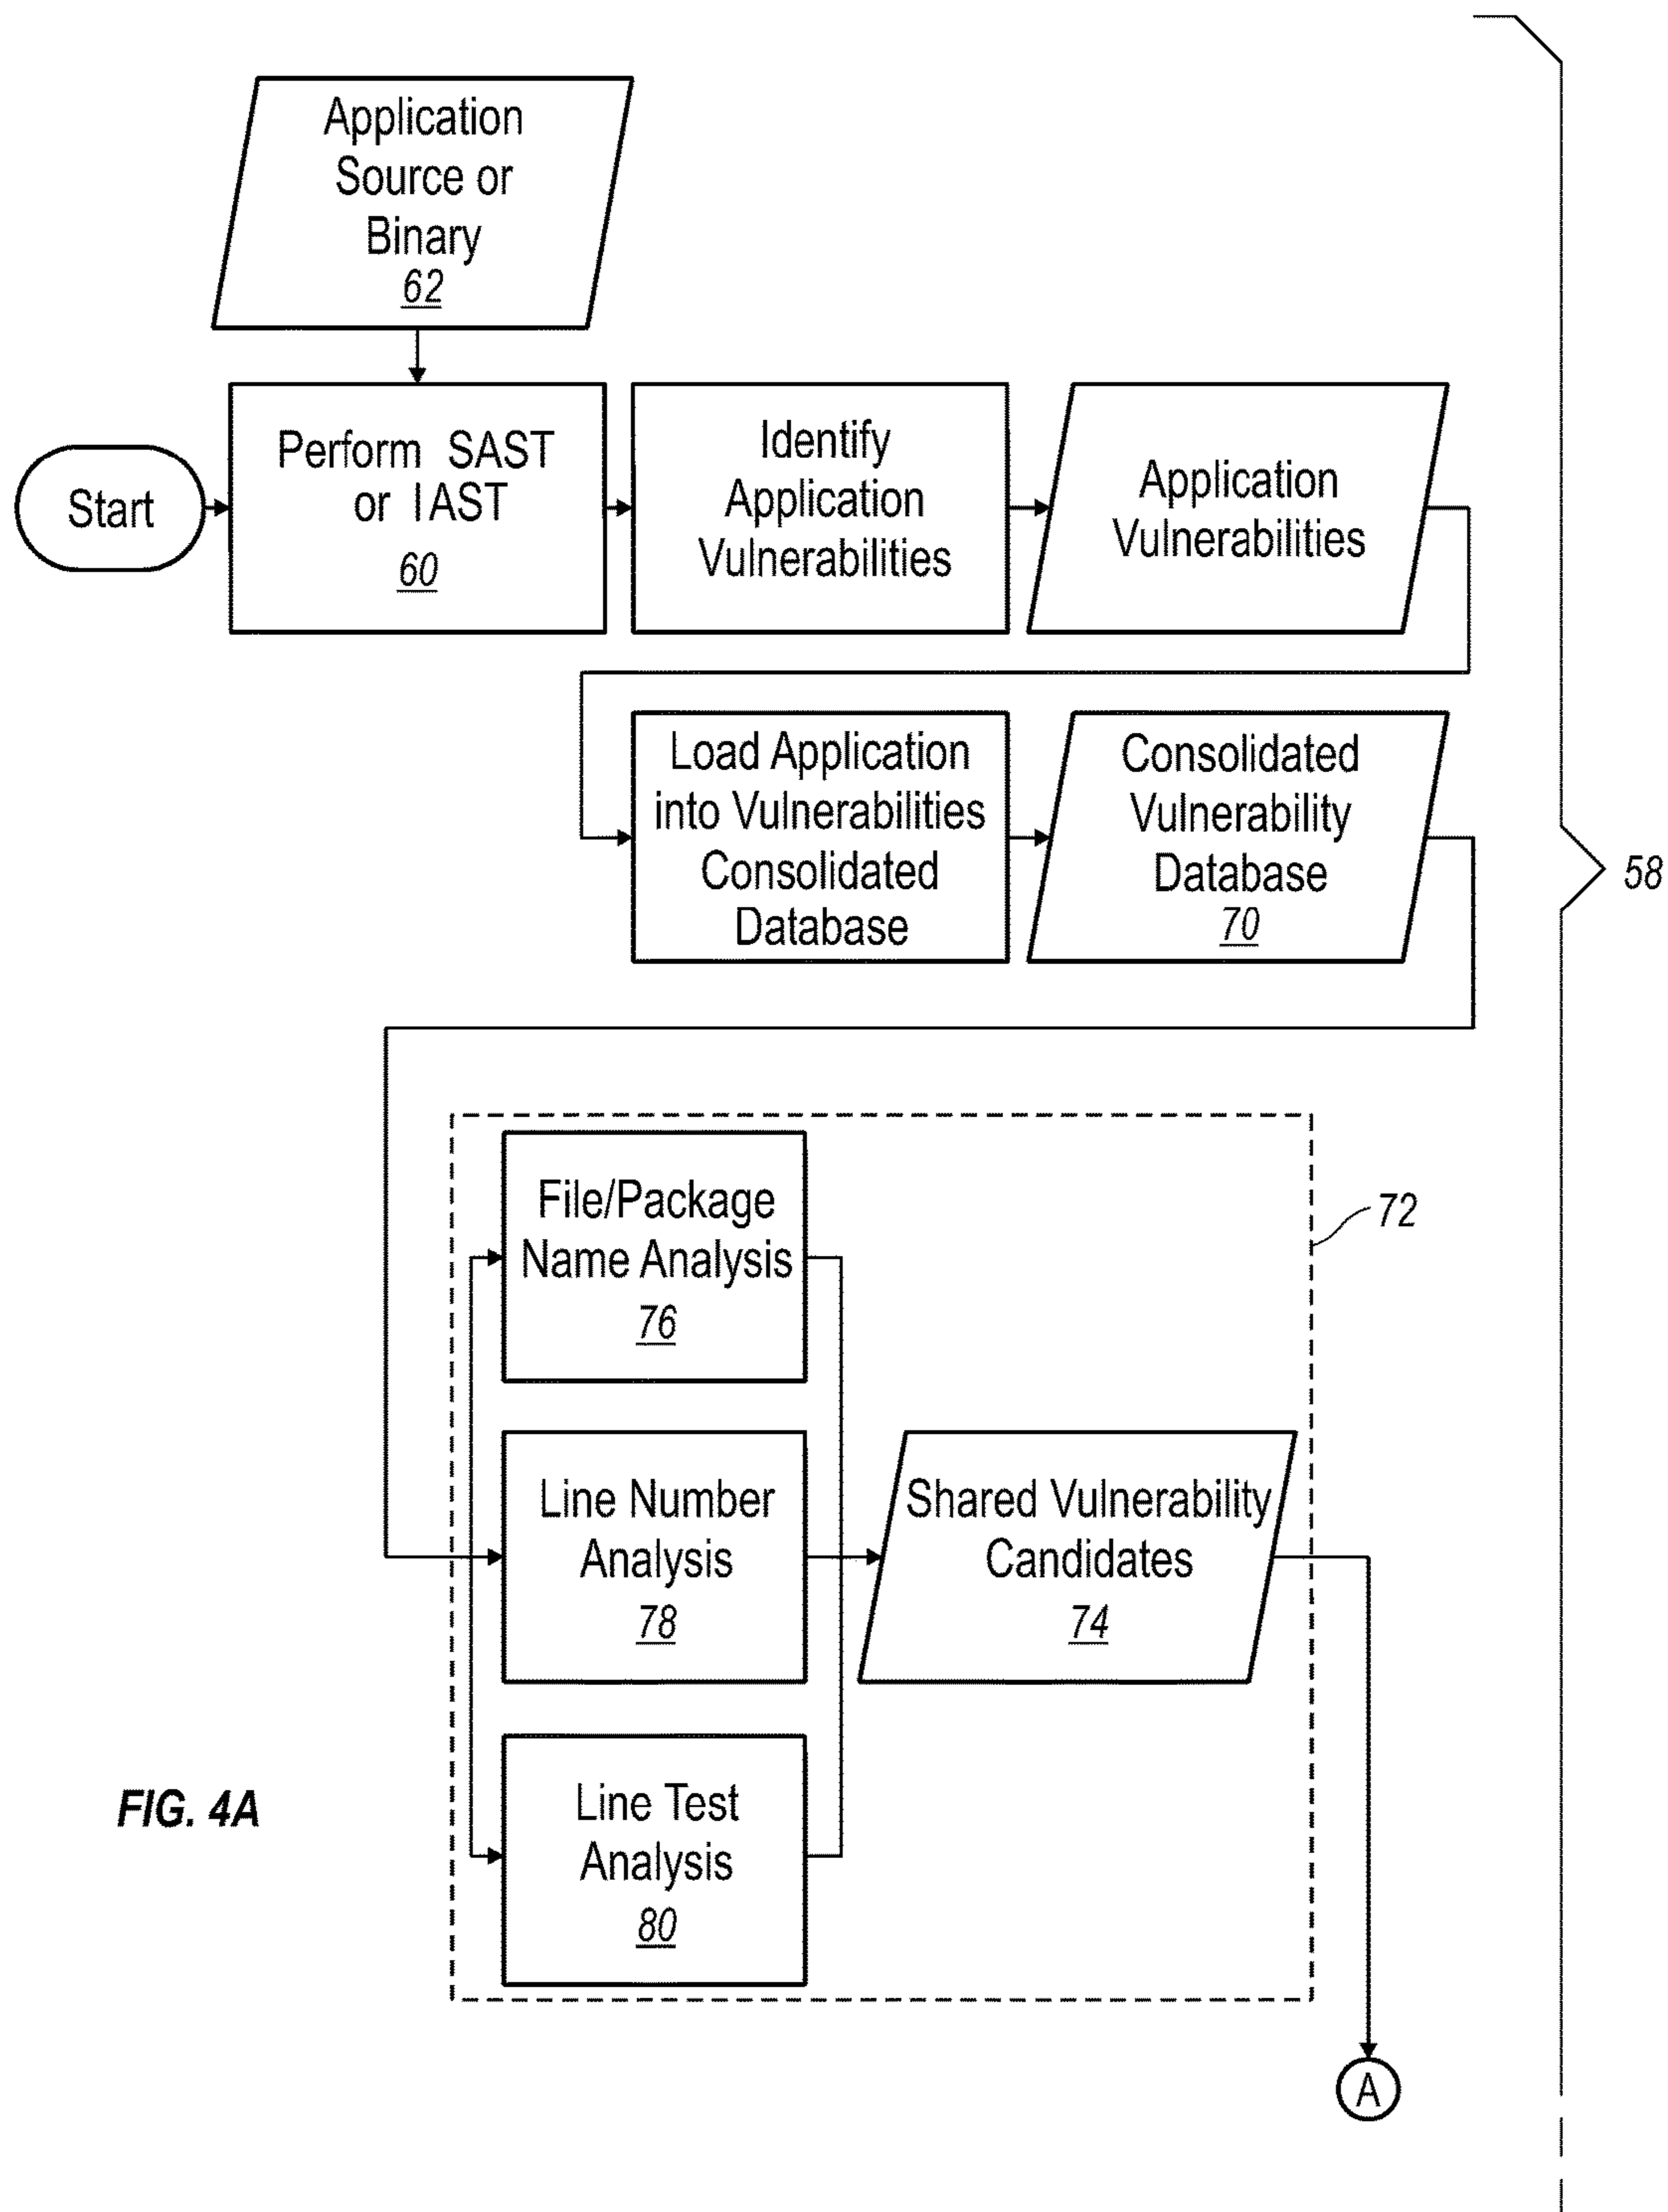 Application
Source or
Binary
62
Start
Perform SAST
or IAST
60
Identify
Application
Vulnerabilities
Application
Vulnerabilities
Load Application
into Vulnerabilities
Consolidated
Database
Consolidated
Vulnerability
Database
70
58
File/Package
Name Analysis
76
72
Line Number
Analysis
78
Shared Vulnerability
Candidates
74
Line Test
Analysis
80
FIG. 4A
A